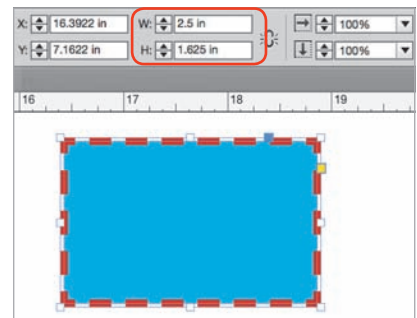 X: 16.3922 in W: 2.5 in 100%
Y: 7.1622 in H: 1.625 in 100%
16 17 18 19